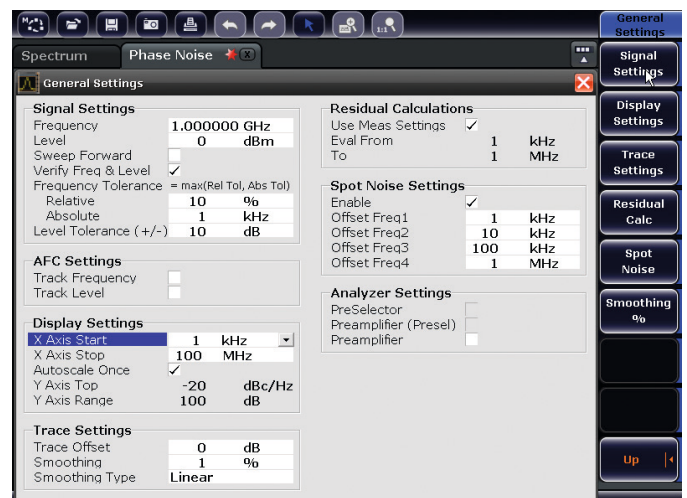 General
Settings
1:1
Spectrum
Phase Noise
General Settings
Signal Settings
Frequency 1.000000 GHz
Level 0 dBm
Sweep Forward
Verify Freq & Level
Frequency Tolerance = max(Rel Tol, Abs Tol)
Relative 10 %
Absolute 1 kHz
Level Tolerance (+/-) 10 dB
AFC Settings
Track Frequency
Track Level
Display Settings
X Axis Start 1 kHz
X Axis Stop 100 MHz
Autoscale Once
Y Axis Top -20 dBc/Hz
Y Axis Range 100 dB
Trace Settings
Trace Offset 0 dB
Smoothing 1 %
Smoothing Type Linear
Residual Calculations
Use Meas Settings
Eval From 1 kHz
To 1 MHz
Spot Noise Settings
Enable
Offset Freq1 1 kHz
Offset Freq2 10 kHz
Offset Freq3 100 kHz
Offset Freq4 1 MHz
Analyzer Settings
PreSelector
Preamplifier (Presel)
Preamplifier
Signal
Settings
Display
Settings
Trace
Settings
Residual
Calc
Spot
Noise
Smoothing
%
Up